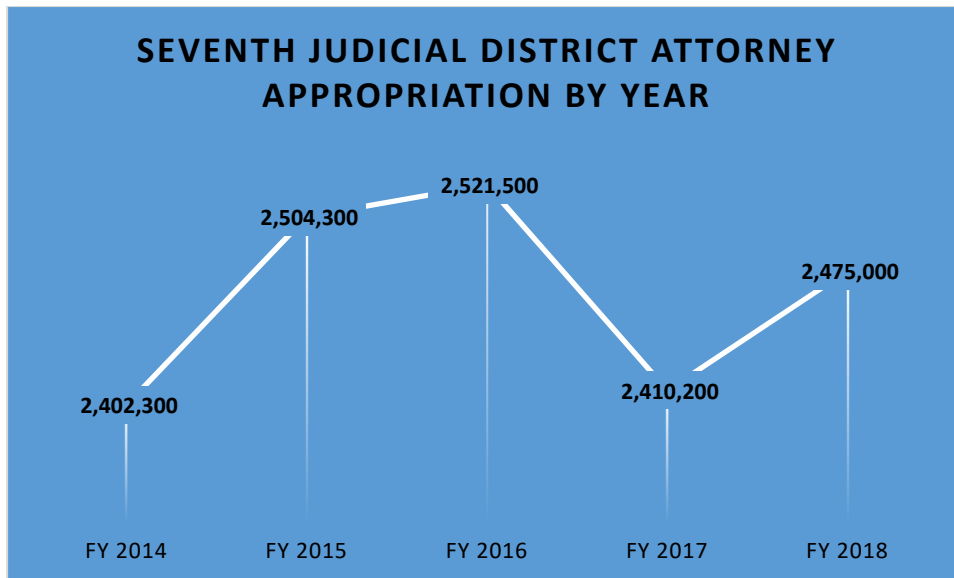 SEVENTH JUDICIAL DISTRICT ATTORNEY
APPROPRIATION BY YEAR
2,521,500
2,504,300
2,475,000
2,410,200
2,402,300
FY 2014
FY 2015
FY 2016
FY 2017
FY 2018